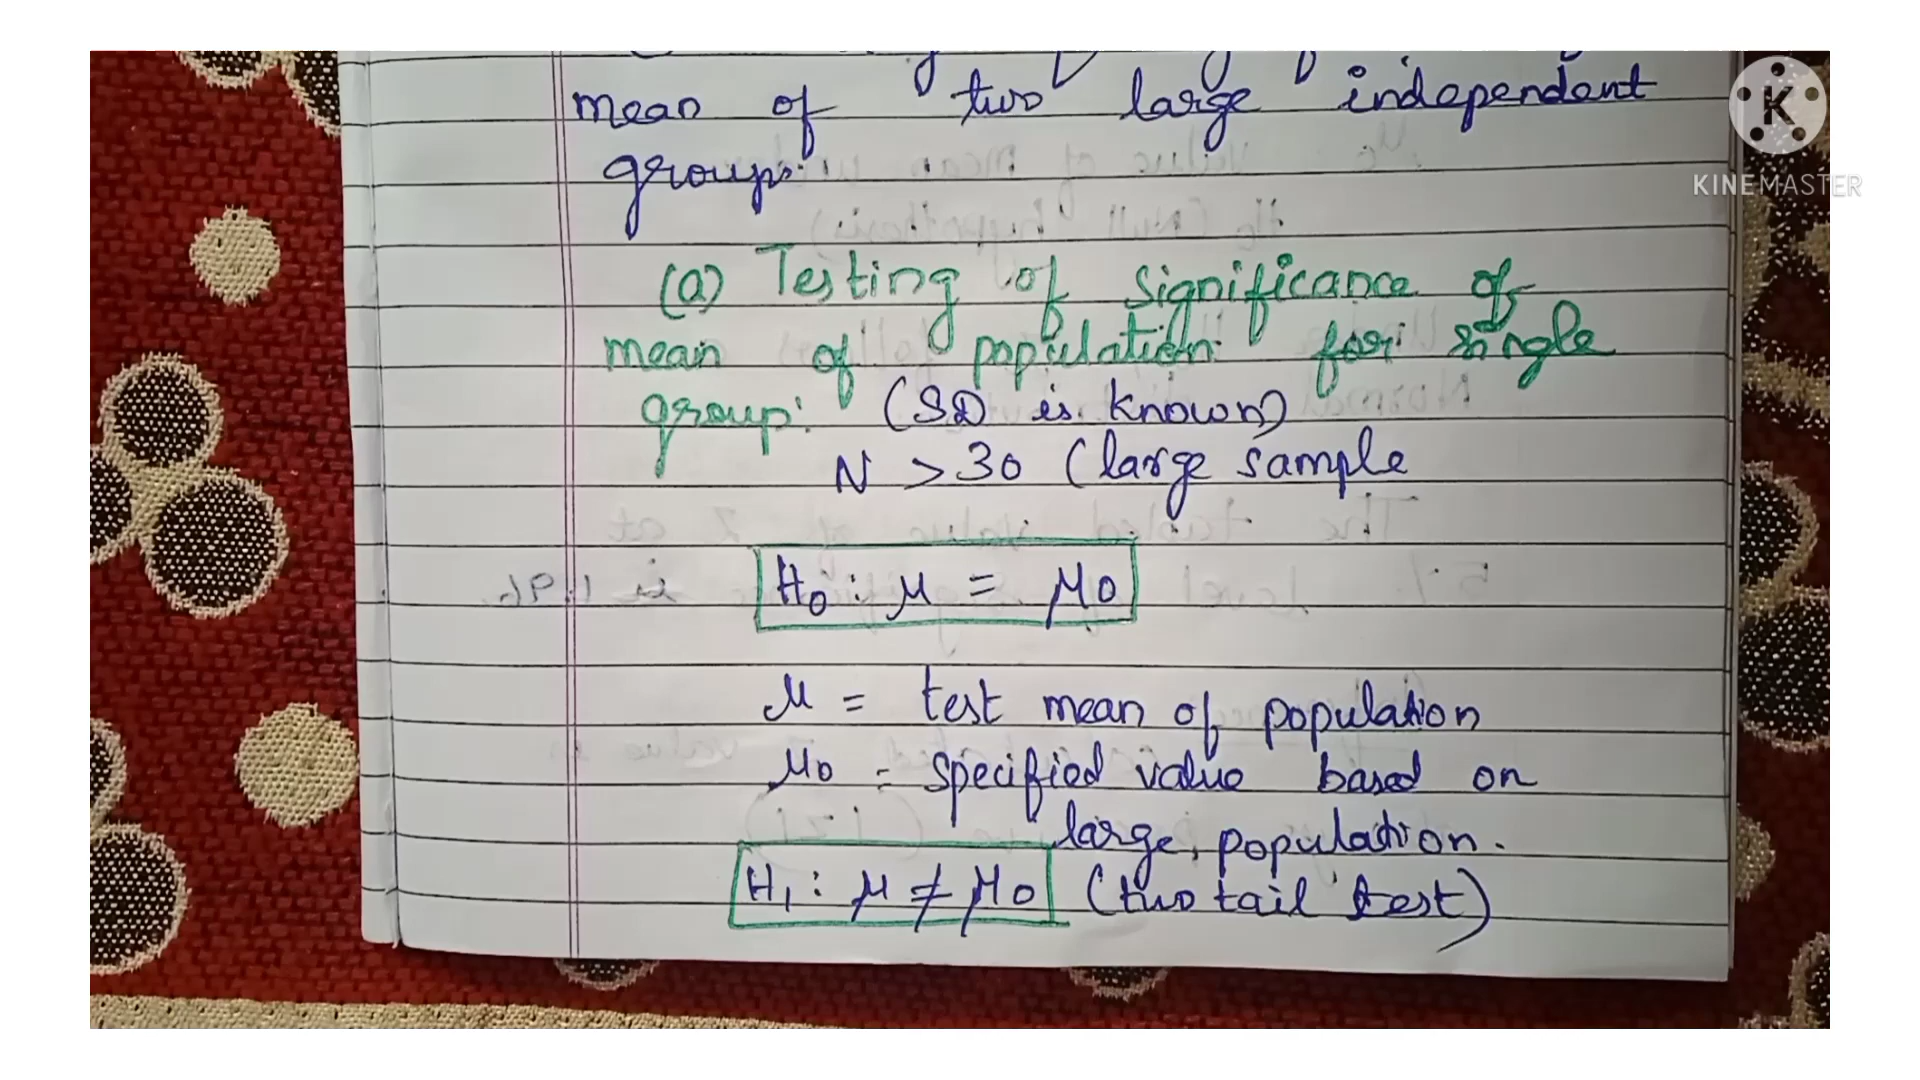 mean of two large independent
groups:
(a) Testing of significance of
mean of population for single
group: (SD is known)
N > 30 (large sample
H₀ : μ = μ₀
μ = test mean of population
μ₀ = specified value based on
large, population.
H₁ : μ ≠ μ₀ (two tail test)
K
KINEMASTER